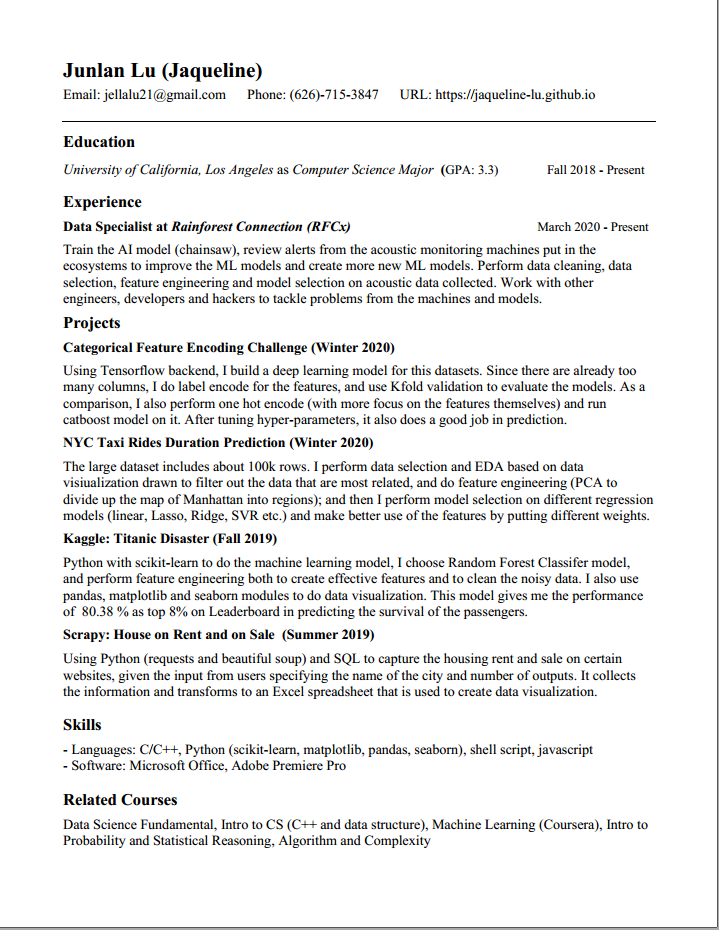 Junlan Lu (Jaqueline)
Email: jellalu21@gmail.com Phone: (626)-715-3847 URL: https://jaqueline-lu.github.io
Education
University of California, Los Angeles as Computer Science Major (GPA: 3.3) Fall 2018 - Present
Experience
Data Specialist at Rainforest Connection (RFCx) March 2020 - Present
Train the AI model (chainsaw), review alerts from the acoustic monitoring machines put in the
ecosystems to improve the ML models and create more new ML models. Perform data cleaning, data
selection, feature engineering and model selection on acoustic data collected. Work with other
engineers, developers and hackers to tackle problems from the machines and models.
Projects
Categorical Feature Encoding Challenge (Winter 2020)
Using Tensorflow backend, I build a deep learning model for this datasets. Since there are already too
many columns, I do label encode for the features, and use Kfold validation to evaluate the models. As a
comparison, I also perform one hot encode (with more focus on the features themselves) and run
catboost model on it. After tuning hyper-parameters, it also does a good job in prediction.
NYC Taxi Rides Duration Prediction (Winter 2020)
The large dataset includes about 100k rows. I perform data selection and EDA based on data
visiualization drawn to filter out the data that are most related, and do feature engineering (PCA to
divide up the map of Manhattan into regions); and then I perform model selection on different regression
models (linear, Lasso, Ridge, SVR etc.) and make better use of the features by putting different weights.
Kaggle: Titanic Disaster (Fall 2019)
Python with scikit-learn to do the machine learning model, I choose Random Forest Classifer model,
and perform feature engineering both to create effective features and to clean the noisy data. I also use
pandas, matplotlib and seaborn modules to do data visualization. This model gives me the performance
of 80.38 % as top 8% on Leaderboard in predicting the survival of the passengers.
Scrapy: House on Rent and on Sale (Summer 2019)
Using Python (requests and beautiful soup) and SQL to capture the housing rent and sale on certain
websites, given the input from users specifying the name of the city and number of outputs. It collects
the information and transforms to an Excel spreadsheet that is used to create data visualization.
Skills
- Languages: C/C++, Python (scikit-learn, matplotlib, pandas, seaborn), shell script, javascript
- Software: Microsoft Office, Adobe Premiere Pro
Related Courses
Data Science Fundamental, Intro to CS (C++ and data structure), Machine Learning (Coursera), Intro to
Probability and Statistical Reasoning, Algorithm and Complexity